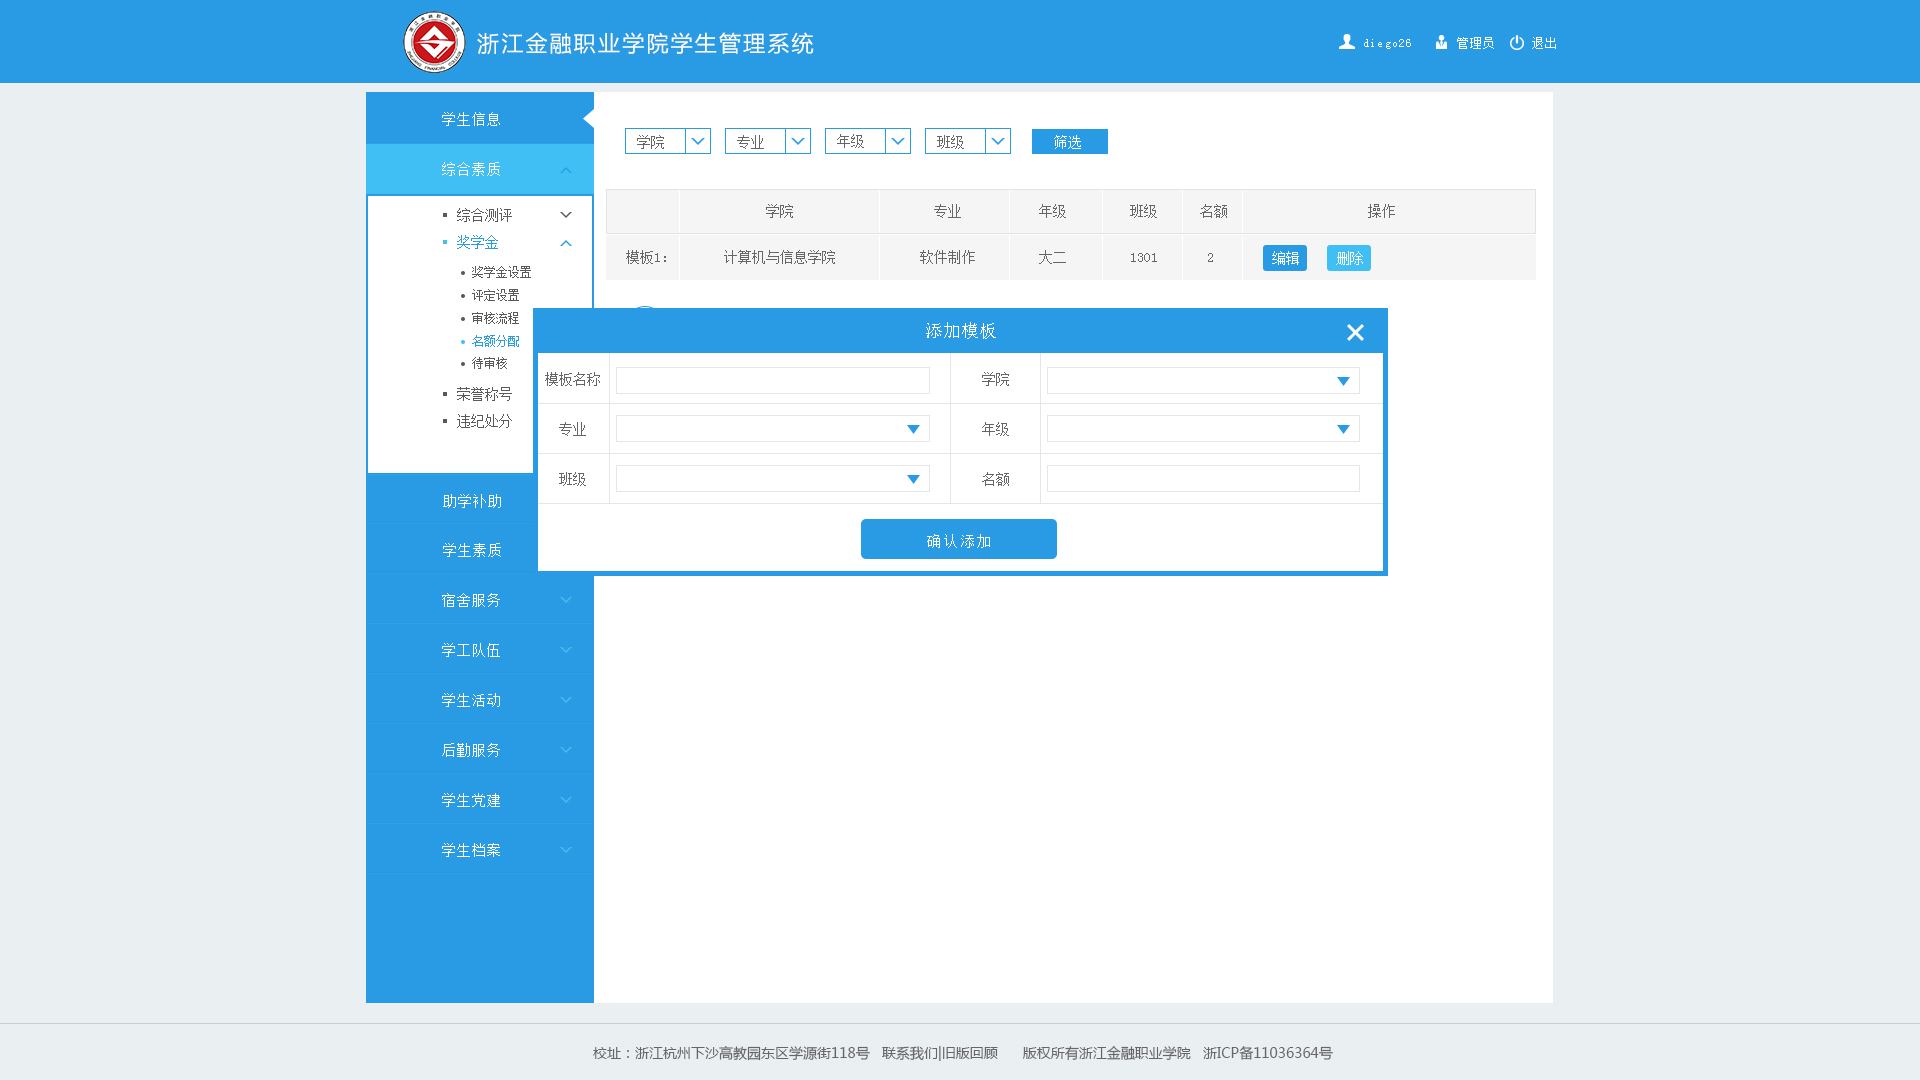 浙江金融职业学院学生管理系统
diego26 管理员 退出
学生信息
综合素质
综合测评
奖学金
奖学金设置
评定设置
审核流程
名额分配
待审核
荣誉称号
违纪处分
助学补助
学生素质
宿舍服务
学工队伍
学生活动
后勤服务
学生党建
学生档案
学院 专业 年级 班级 筛选
学院 专业 年级 班级 名额 操作
模板1: 计算机与信息学院 软件制作 大二 1301 2 编辑 删除
添加模板
模板名称 学院
专业 年级
班级 名额
确认添加
校址：浙江杭州下沙高教园东区学源街118号 联系我们|旧版回顾 版权所有浙江金融职业学院 浙ICP备11036364号